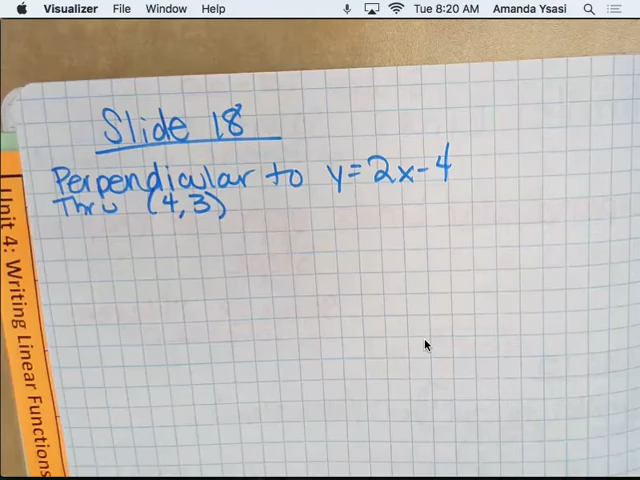 Visualizer File Edit Window Help Tue 8:20 AM Amanda Ysasi
Slide 18
Perpendicular to y=2x-4
Thru (4,3)
Unit 4: Writing Linear Functions